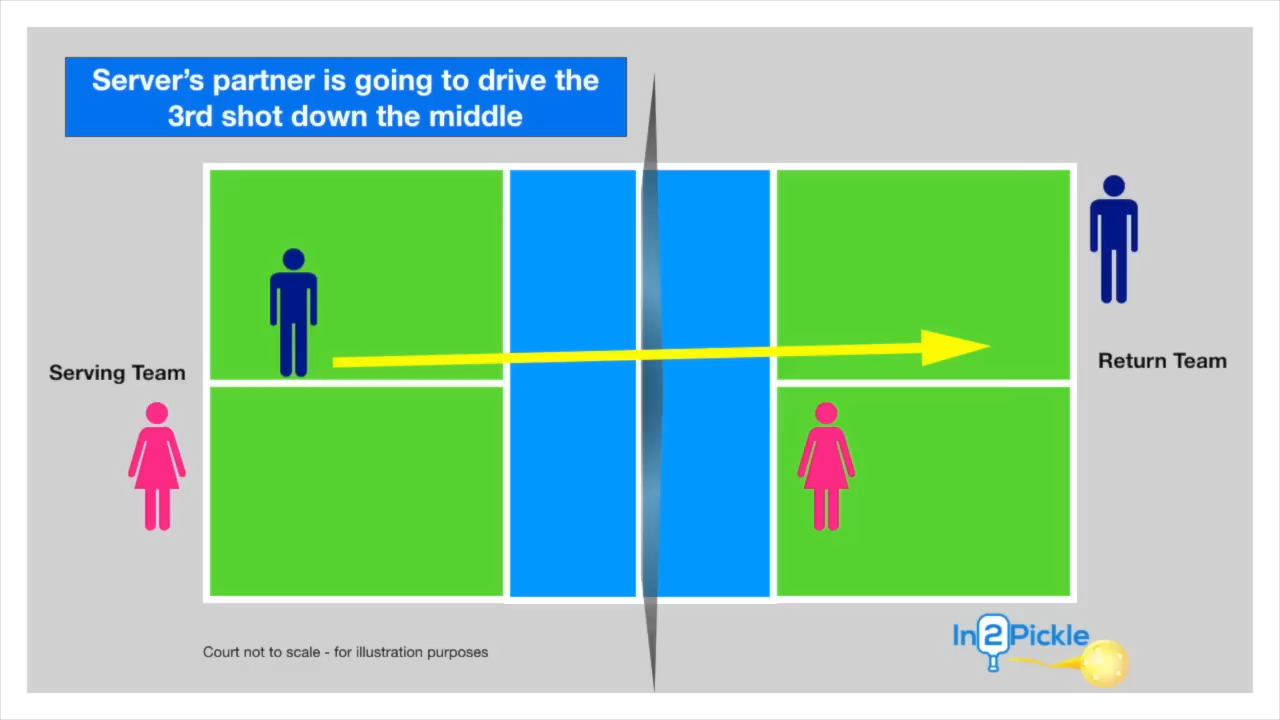 Server’s partner is going to drive the
3rd shot down the middle
Serving Team
Return Team
Court not to scale - for illustration purposes
In2Pickle